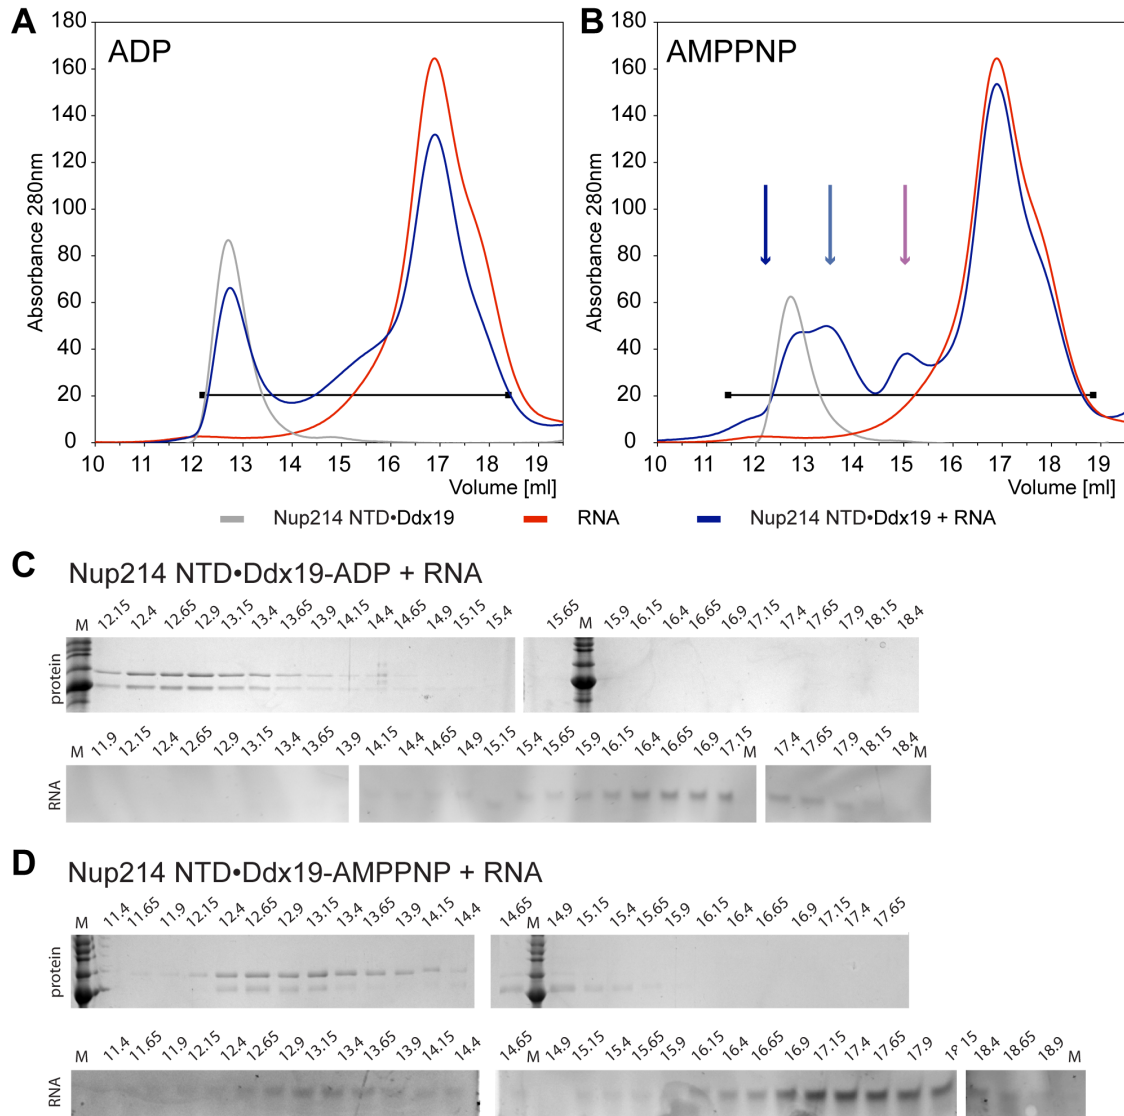 A
B
ADP
AMPPNP
Absorbance 280nm
180
160
140
120
100
80
60
40
20
0
10 11 12 13 14 15 16 17 18 19
Volume [ml]
Absorbance 280nm
180
160
140
120
100
80
60
40
20
0
10 11 12 13 14 15 16 17 18 19
Volume [ml]
Nup214 NTD•Ddx19 RNA Nup214 NTD•Ddx19 + RNA
C
Nup214 NTD•Ddx19-ADP + RNA
M 12.15 12.4 12.65 12.9 13.15 13.4 13.65 13.9 14.15 14.4 14.65 14.9 15.15 15.4 15.65 M 15.9 16.15 16.4 16.65 16.9 17.15 17.4 17.65 17.9 18.15 18.4
protein
M 11.9 12.15 12.4 12.65 12.9 13.15 13.4 13.65 13.9 14.15 14.4 14.65 14.9 15.15 15.4 15.65 15.9 16.15 16.4 16.65 16.9 17.15 M 17.4 17.65 17.9 18.15 18.4 M
RNA
D
Nup214 NTD•Ddx19-AMPPNP + RNA
M 11.4 11.65 11.9 12.15 12.4 12.65 12.9 13.15 13.4 13.65 13.9 14.15 14.4 14.65 M 14.9 15.15 15.4 15.65 15.9 16.15 16.4 16.65 16.9 17.15 17.4 17.65
protein
M 11.4 11.65 11.9 12.15 12.4 12.65 12.9 13.15 13.4 13.65 13.9 14.15 14.4 14.65 M 14.9 15.15 15.4 15.65 15.9 16.15 16.4 16.65 16.9 17.15 17.4 17.65 17.9 18.15 18.4 18.65 18.9 M
RNA